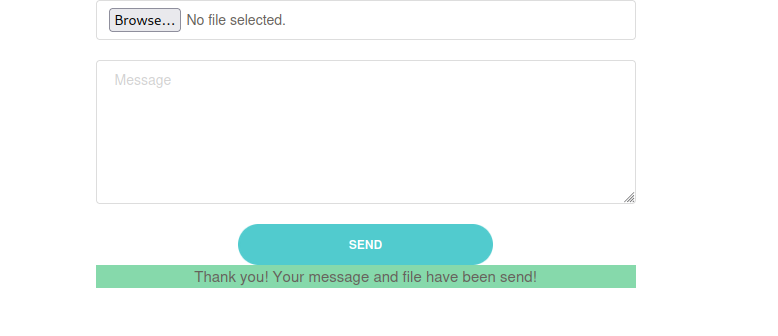 Browse... No file selected.
Message
SEND
Thank you! Your message and file have been send!